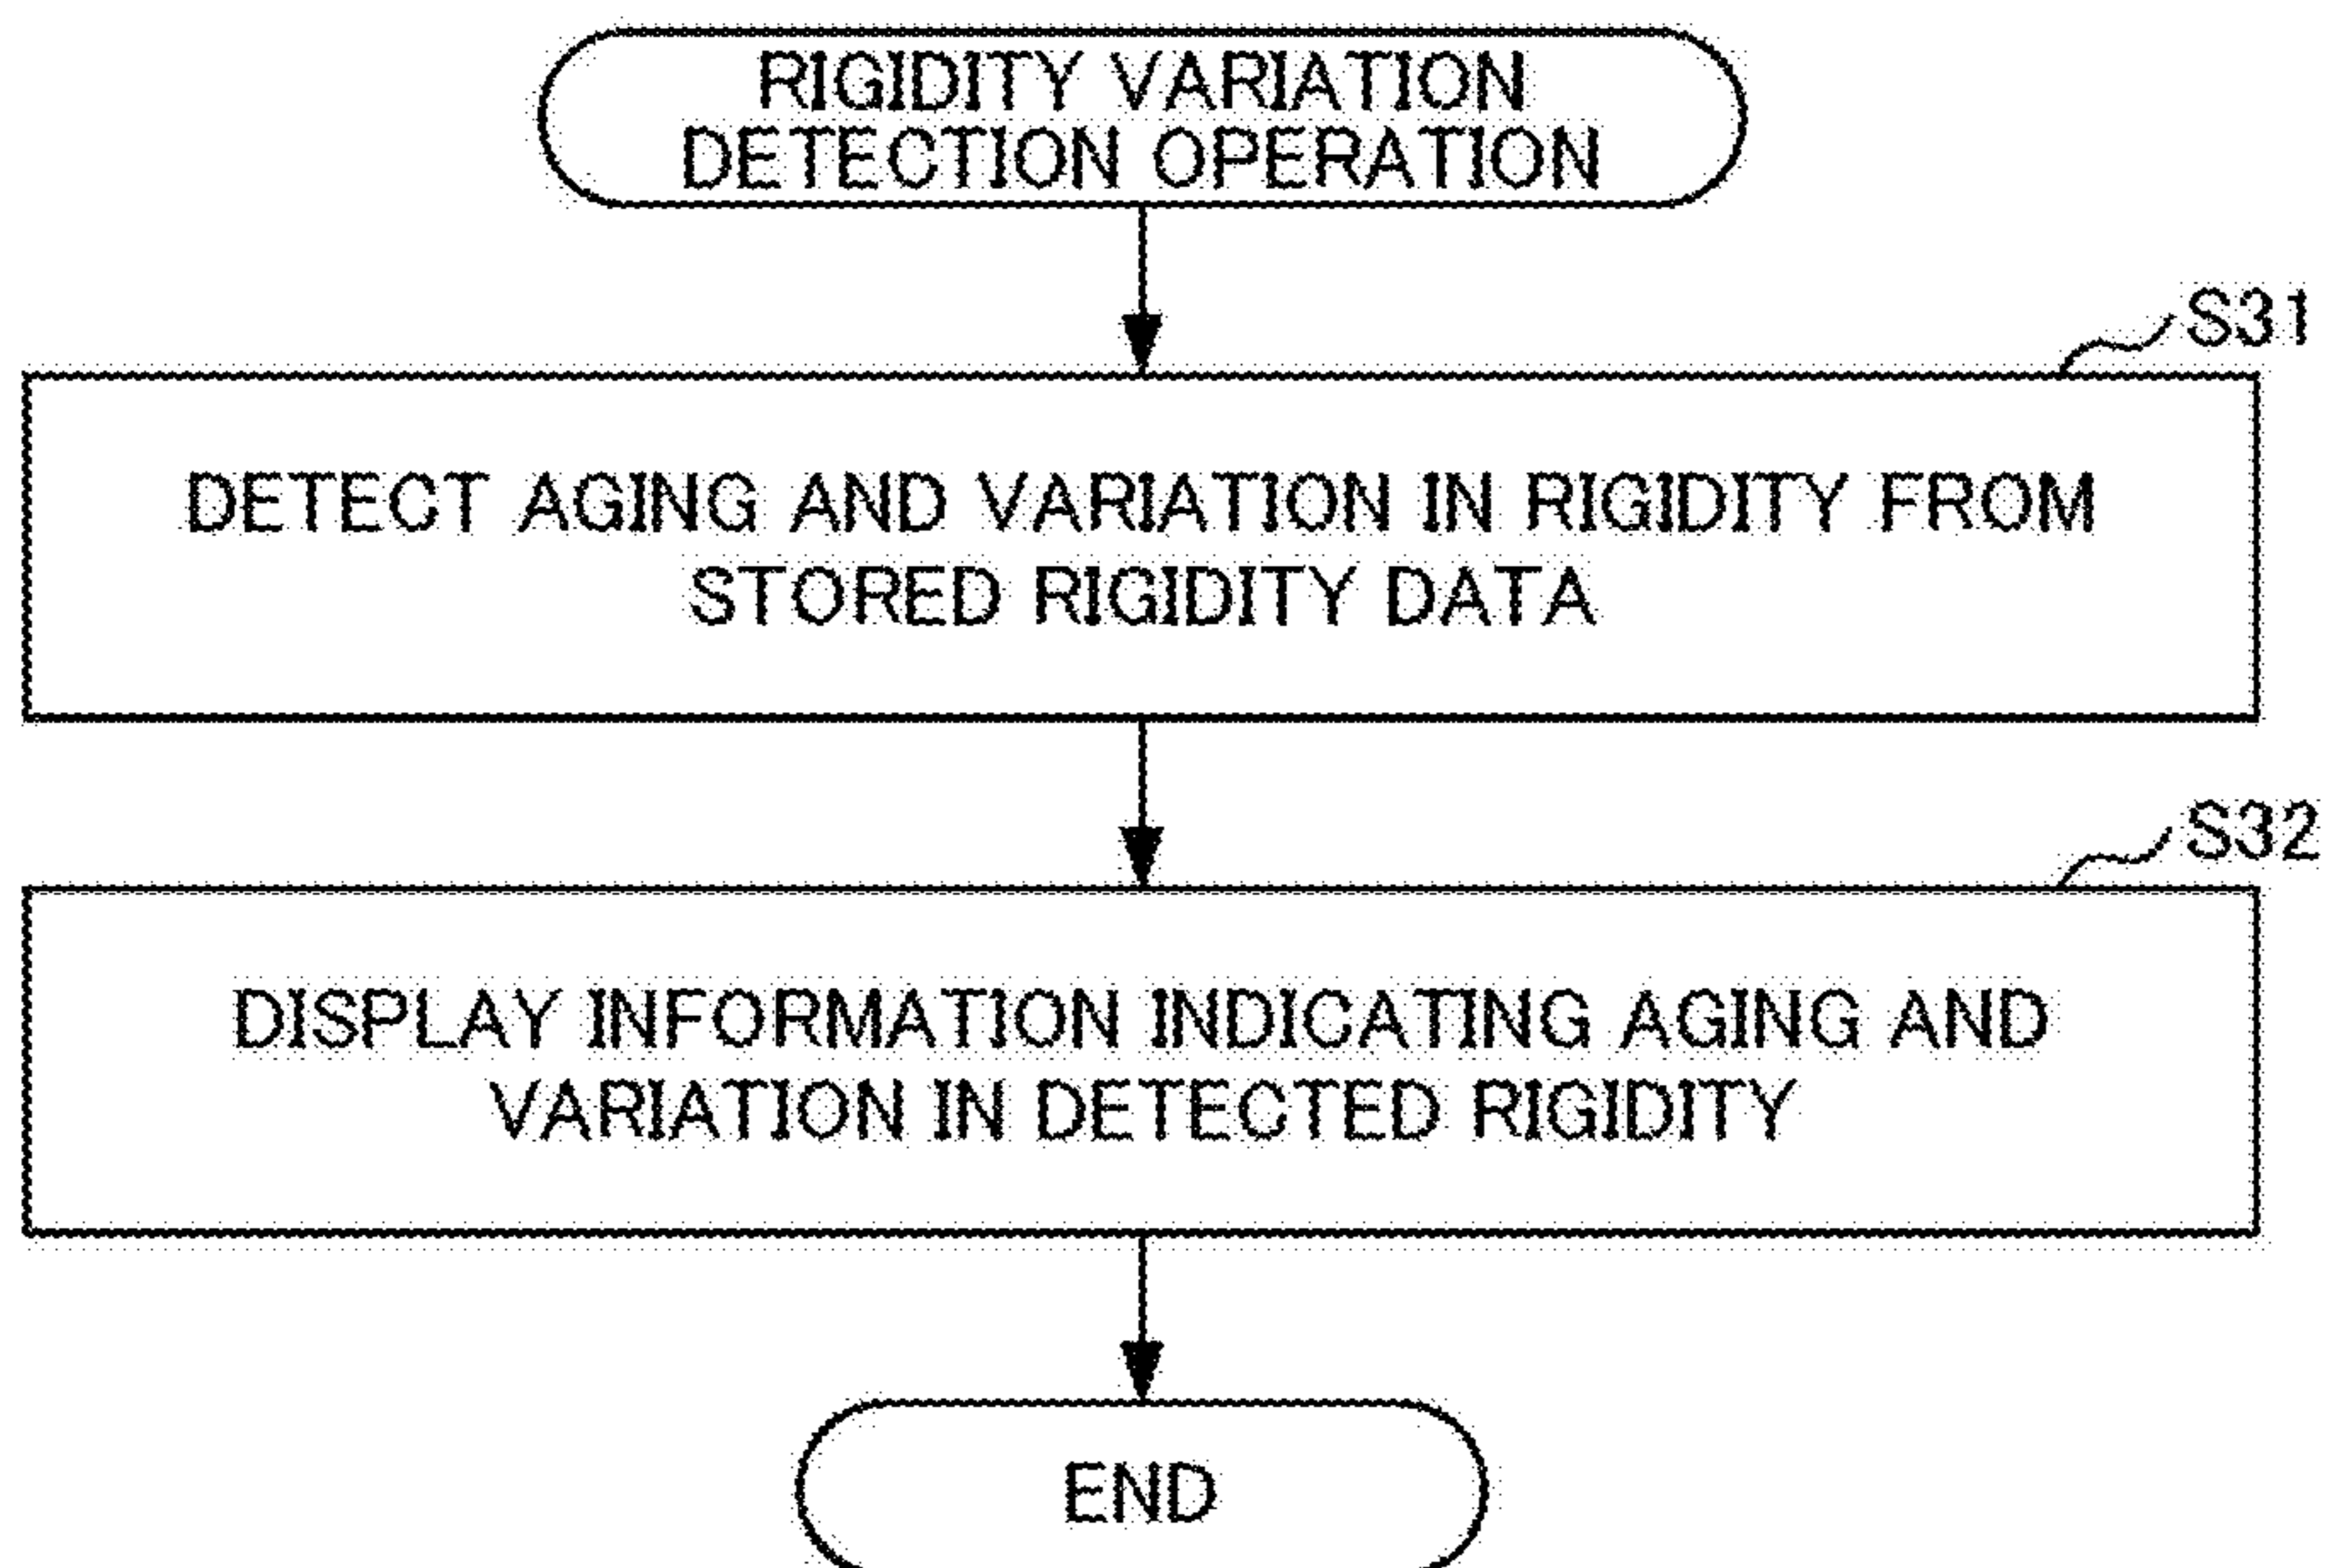 RIGIDITY VARIATION
DETECTION OPERATION
S31
DETECT AGING AND VARIATION IN RIGIDITY FROM
STORED RIGIDITY DATA
S32
DISPLAY INFORMATION INDICATING AGING AND
VARIATION IN DETECTED RIGIDITY
END